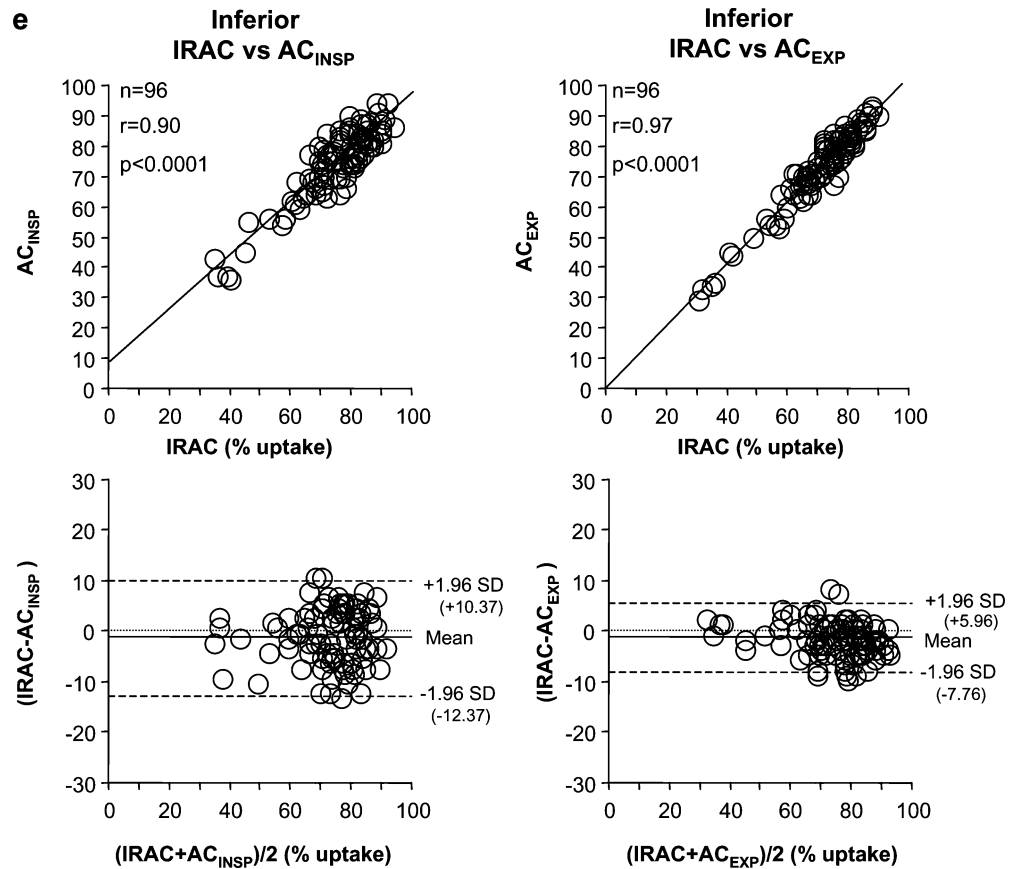 e
Inferior
IRAC vs AC_INSP
n=96
r=0.90
p<0.0001
100
90
80
70
60
50
40
30
20
10
0
AC_INSP
0 20 40 60 80 100
IRAC (% uptake)
Inferior
IRAC vs AC_EXP
n=96
r=0.97
p<0.0001
100
90
80
70
60
50
40
30
20
10
0
AC_EXP
0 20 40 60 80 100
IRAC (% uptake)
30
20
10
0
-10
-20
-30
(IRAC-AC_INSP )
+1.96 SD
(+10.37)
Mean
-1.96 SD
(-12.37)
0 20 40 60 80 100
(IRAC+AC_INSP)/2 (% uptake)
30
20
10
0
-10
-20
-30
(IRAC-AC_EXP )
+1.96 SD
(+5.96)
Mean
-1.96 SD
(-7.76)
0 20 40 60 80 100
(IRAC+AC_EXP)/2 (% uptake)